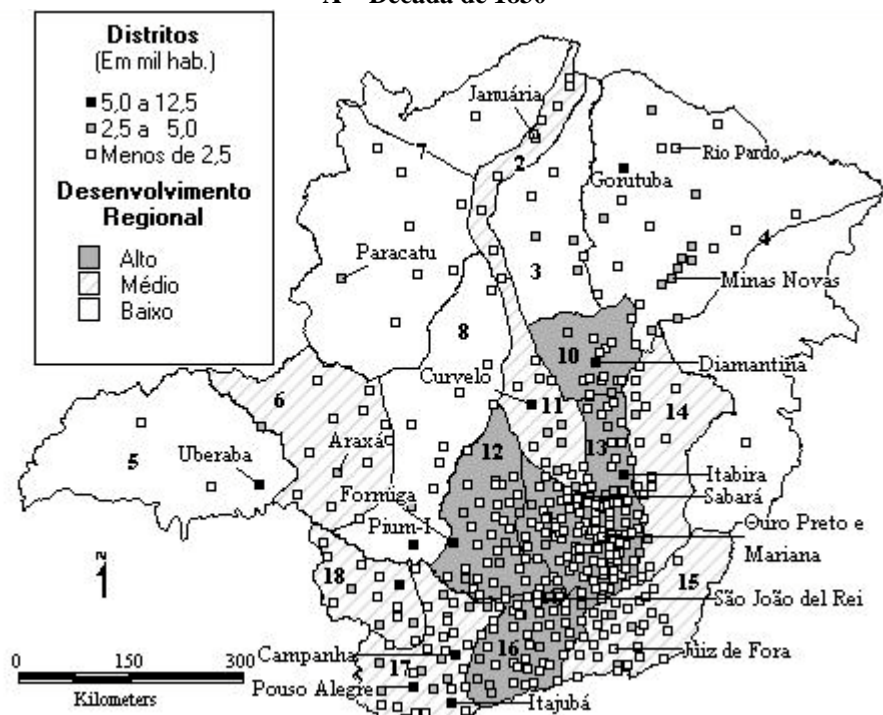 A – Década de 1830
Distritos
(Em mil hab.)
5,0 a 12,5
2,5 a 5,0
Menos de 2,5
Desenvolvimento
Regional
Alto
Médio
Baixo
Januária
7
2
Rio Pardo
Gorutuba
4
Paracatu
3
Minas Novas
8
10
Diamantina
Curvelo
6
11
14
5
Araxá
12
13
Uberaba
Itabira
Sabará
Formiga
Pium-I
Ouro Preto e
Mariana
N
18
15
São João del Rei
0 150 300
Kilometers
Campanha
16
Juiz de Fora
17
Pouso Alegre
Itajubá